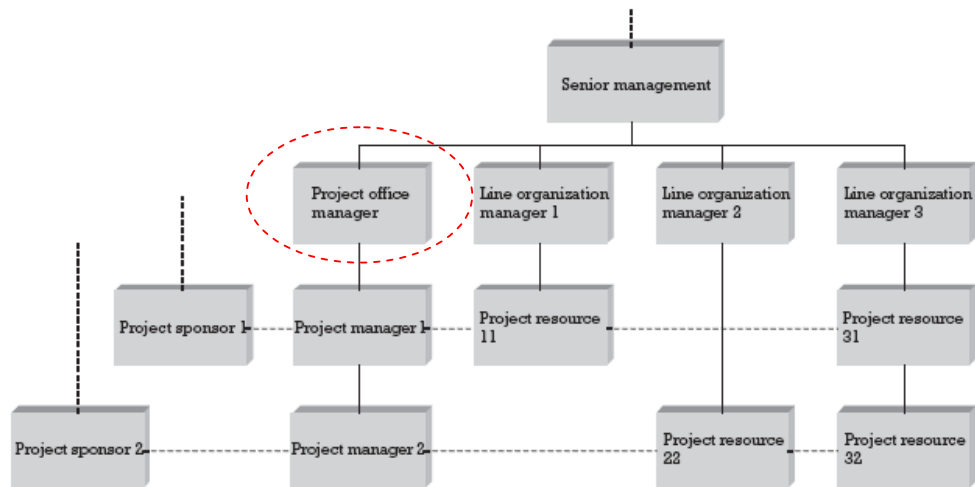 Senior management
Project office
manager
Line organization
manager 1
Line organization
manager 2
Line organization
manager 3
Project sponsor 1
Project manager 1
Project resource
11
Project resource
31
Project sponsor 2
Project manager 2
Project resource
22
Project resource
32